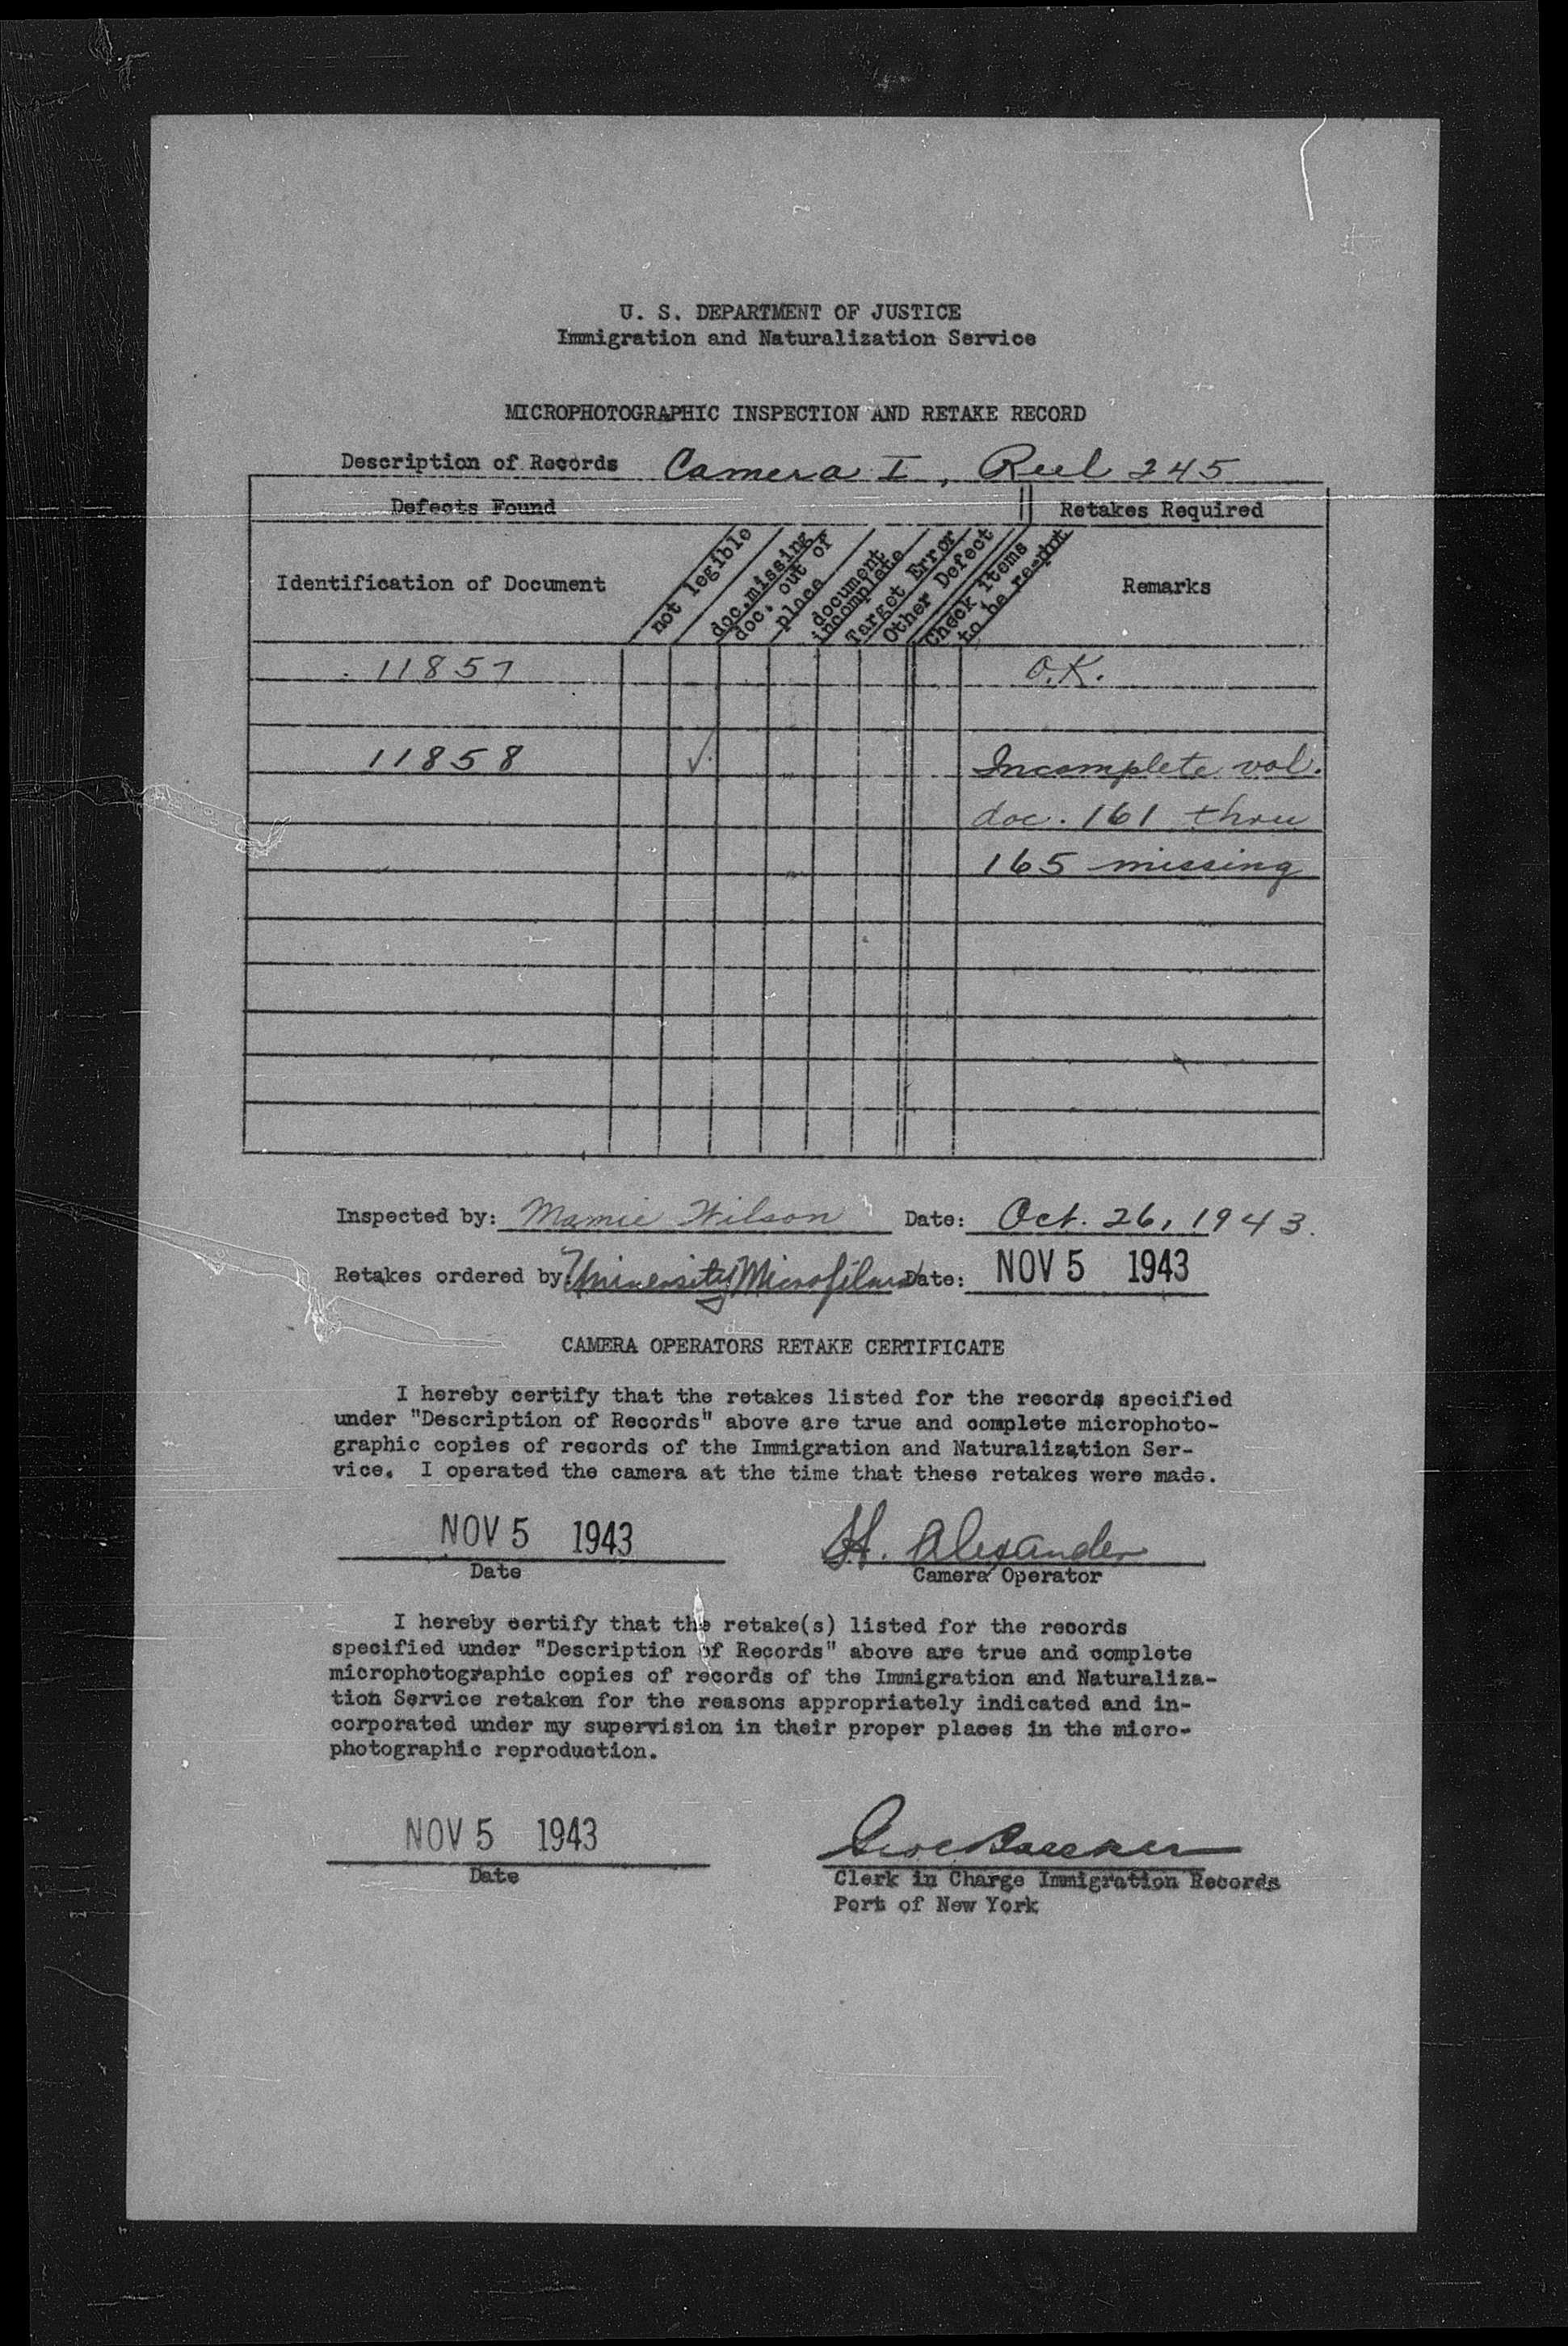 U. S. DEPARTMENT OF JUSTICE
Immigration and Naturalization Service
MICROPHOTOGRAPHIC INSPECTION AND RETAKE RECORD
Description of Records Camera I, Reel 245
Defects Found Retakes Required
Identification of Document
not legible
doc. missing
doc. out of
place
document
incomplete
Target Error
Other Defect
Check items
to be re-pht
Remarks
11857 O.K.
11858 √ Incomplete vol.
doc. 161 thru
165 missing
Inspected by: Mamie Wilson Date: Oct. 26, 1943.
Retakes ordered by: University Microfilms Date: NOV 5 1943
CAMERA OPERATORS RETAKE CERTIFICATE
I hereby certify that the retakes listed for the records specified
under "Description of Records" above are true and complete microphoto-
graphic copies of records of the Immigration and Naturalization Ser-
vice. I operated the camera at the time that these retakes were made.
NOV 5 1943 H. Alexander
Date Camera Operator
I hereby certify that the retake(s) listed for the records
specified under "Description of Records" above are true and complete
microphotographic copies of records of the Immigration and Naturaliza-
tion Service retaken for the reasons appropriately indicated and in-
corporated under my supervision in their proper places in the micro-
photographic reproduction.
NOV 5 1943
Date Clerk in Charge Immigration Records
Port of New York